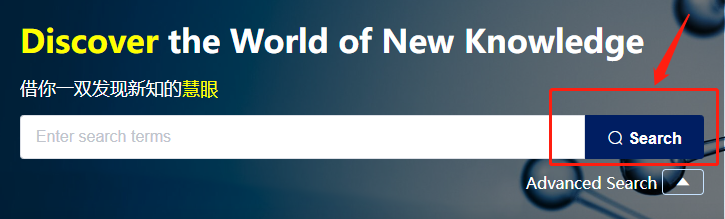 Discover the World of New Knowledge
借你一双发现新知的慧眼
Enter search terms
Search
Advanced Search